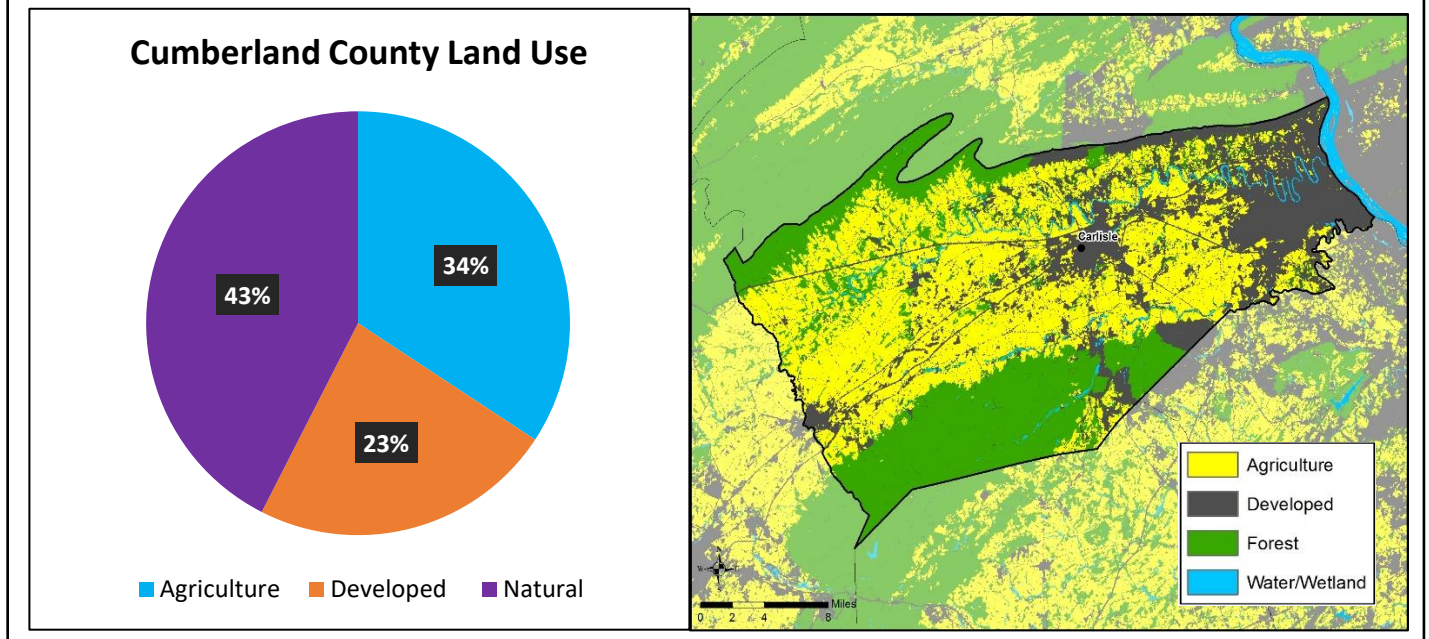 Cumberland County Land Use
34%
43%
23%
Agriculture Developed Natural
Carlisle
Agriculture
Developed
Forest
Water/Wetland
Miles
0 2 4 8